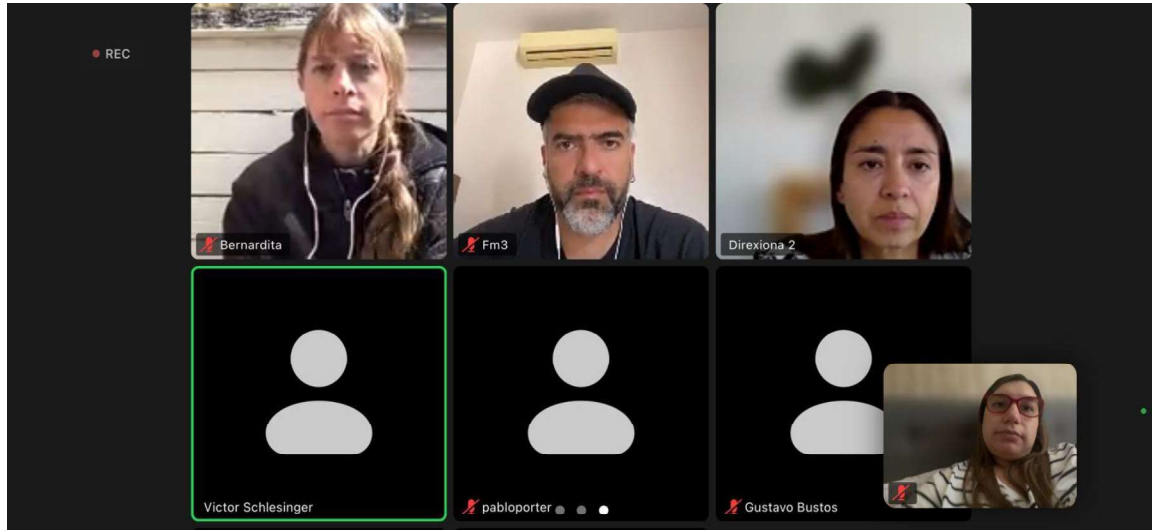 REC
Bernardita
Fm3
Direxiona 2
Victor Schlesinger
pabloporter
Gustavo Bustos